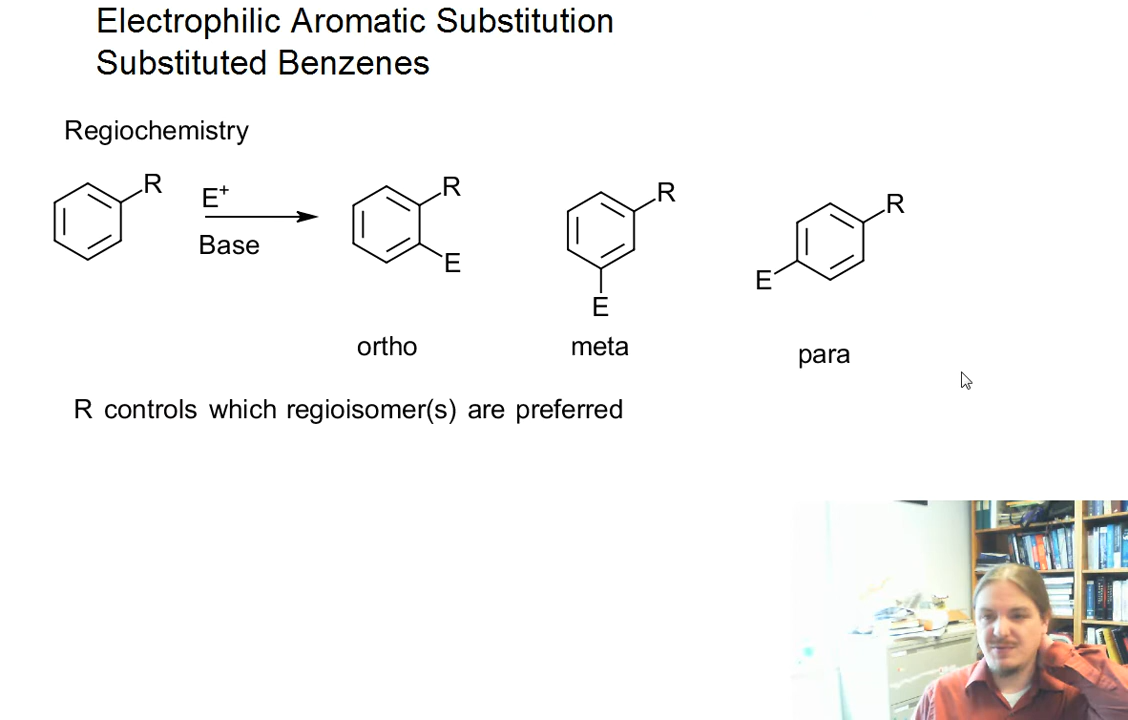 Electrophilic Aromatic Substitution
Substituted Benzenes
Regiochemistry
R
E⁺
Base
R
E
R
E
R
E
ortho
meta
para
R controls which regioisomer(s) are preferred